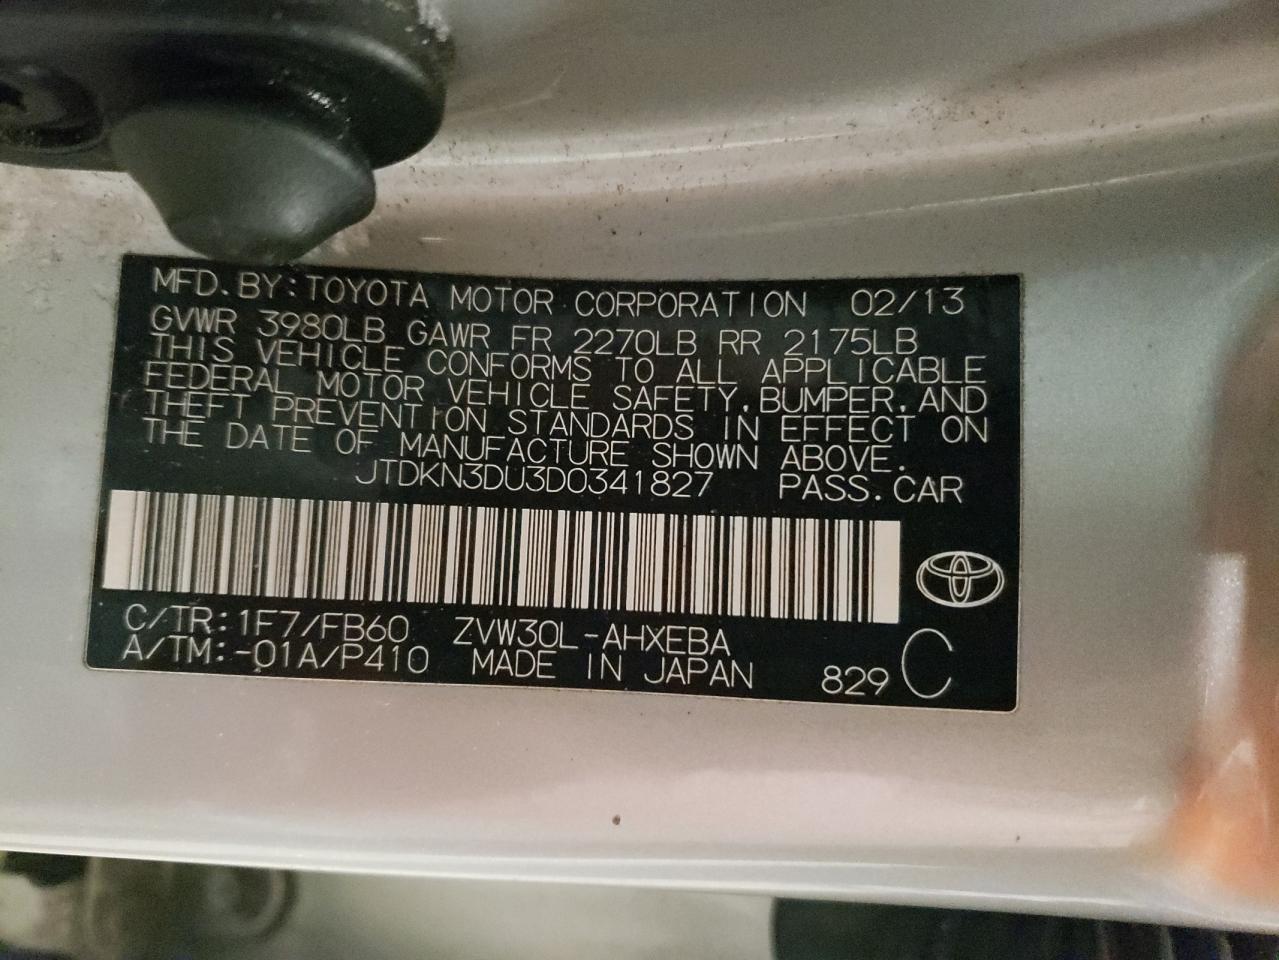 MFD. BY: TOYOTA MOTOR CORPORATION 02/13
GVWR 3980LB GAWR FR 2270LB RR 2175LB
THIS VEHICLE CONFORMS TO ALL APPLICABLE
FEDERAL MOTOR VEHICLE SAFETY, BUMPER, AND
THEFT PREVENTION STANDARDS IN EFFECT ON
THE DATE OF MANUFACTURE SHOWN ABOVE.
JTDKN3DU3D0341827 PASS. CAR
C/TR: 1F7/FB60 ZVW30L-AHXEBA
A/TM: -01A/P410 MADE IN JAPAN 829 C